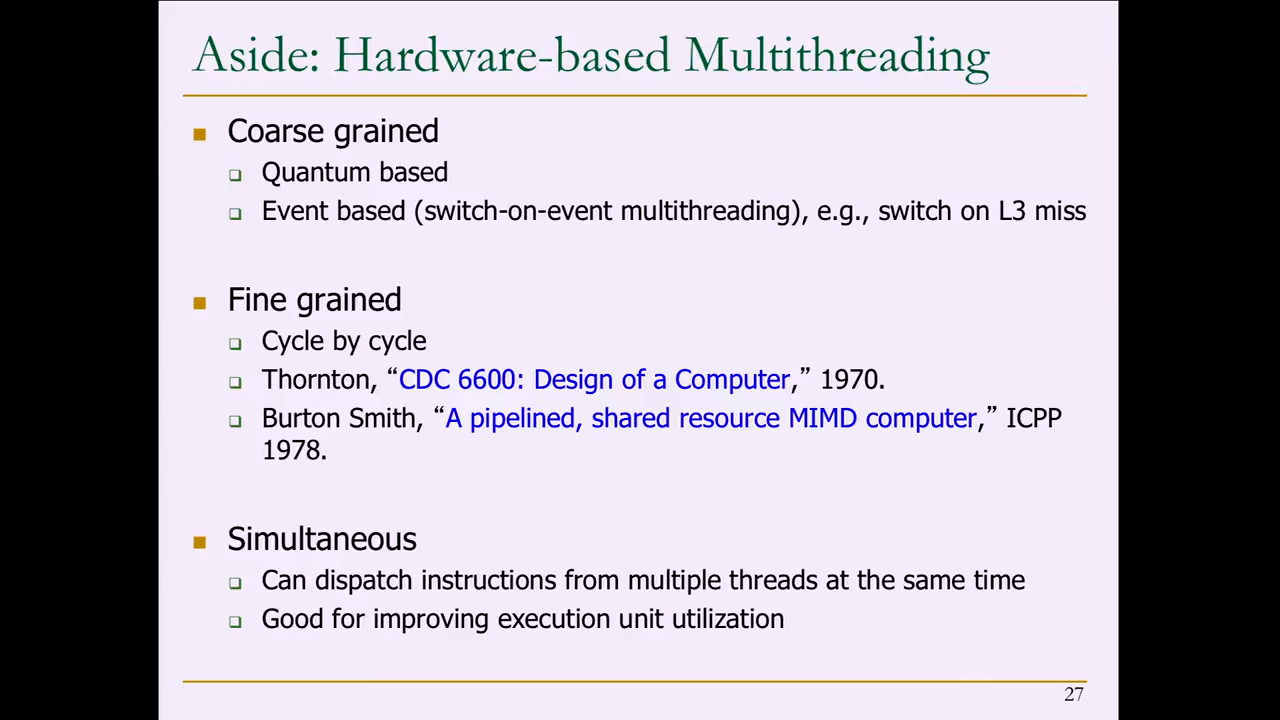 Aside: Hardware-based Multithreading
Coarse grained
Quantum based
Event based (switch-on-event multithreading), e.g., switch on L3 miss
Fine grained
Cycle by cycle
Thornton, “CDC 6600: Design of a Computer,” 1970.
Burton Smith, “A pipelined, shared resource MIMD computer,” ICPP
1978.
Simultaneous
Can dispatch instructions from multiple threads at the same time
Good for improving execution unit utilization
27